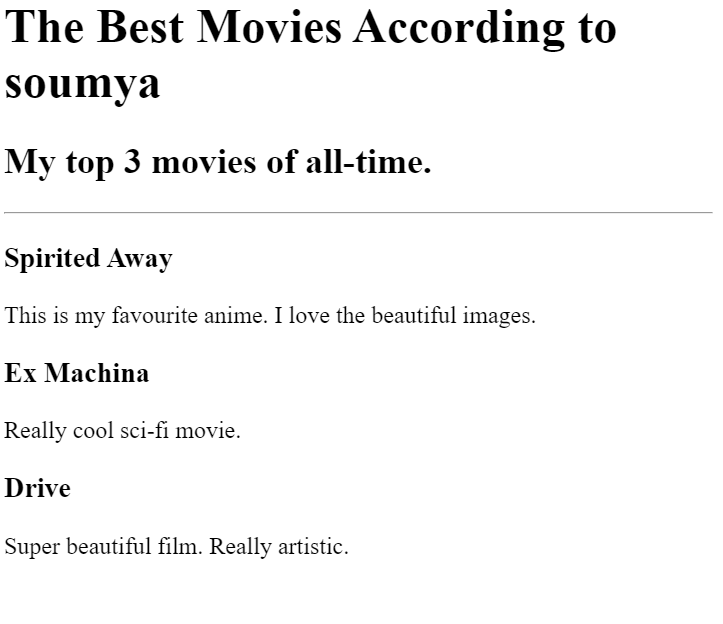 The Best Movies According to
soumya
My top 3 movies of all-time.
Spirited Away
This is my favourite anime. I love the beautiful images.
Ex Machina
Really cool sci-fi movie.
Drive
Super beautiful film. Really artistic.